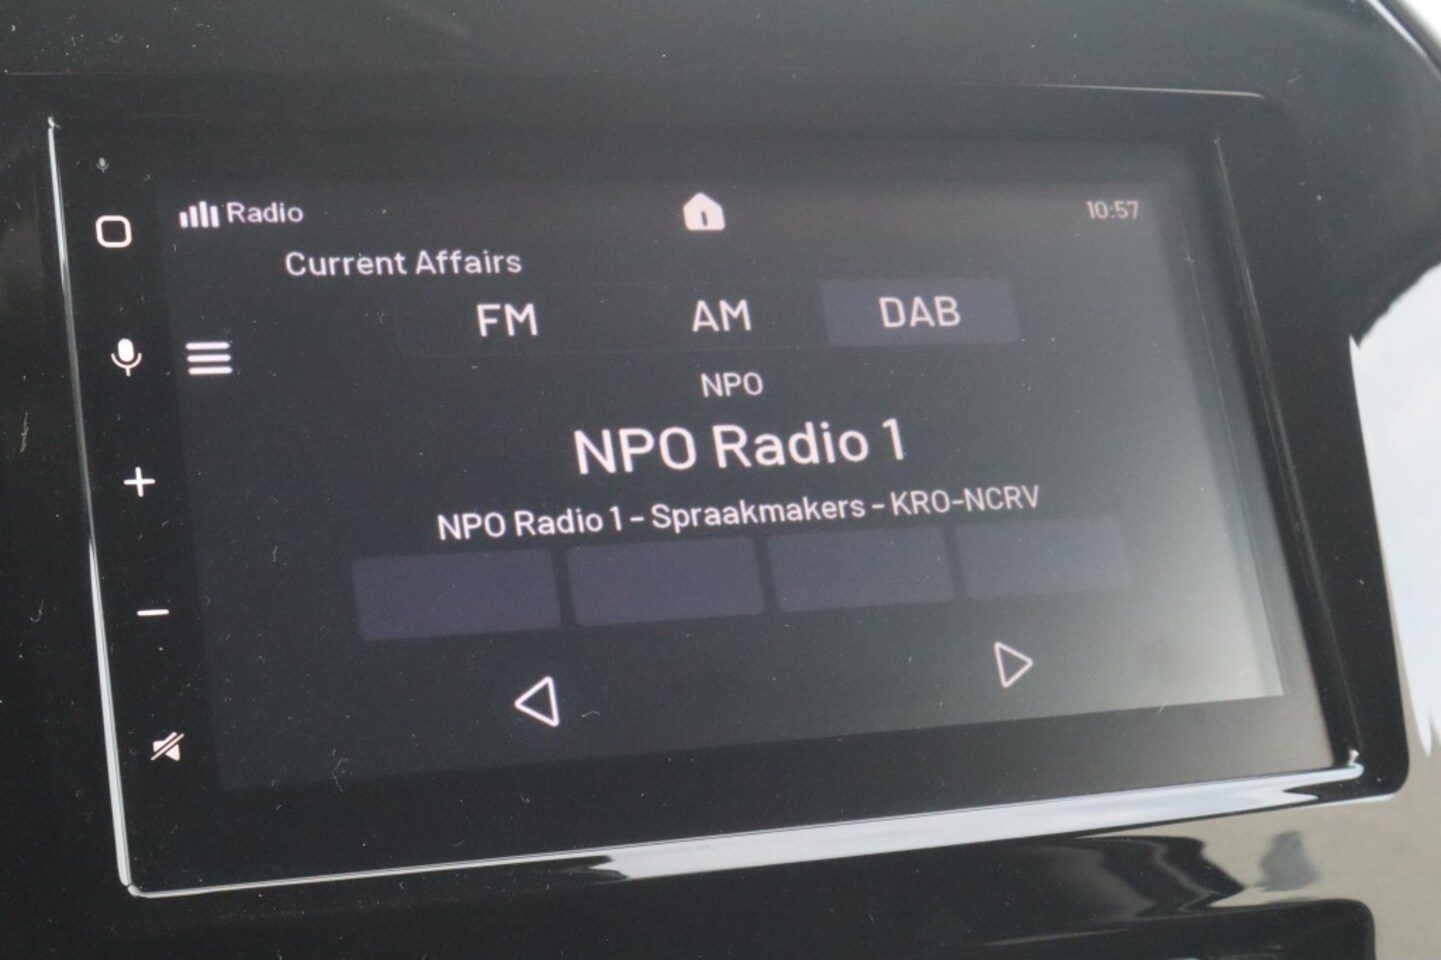 Radio
10:57
Current Affairs
FM AM DAB
NPO
NPO Radio 1
NPO Radio 1 - Spraakmakers - KRO-NCRV